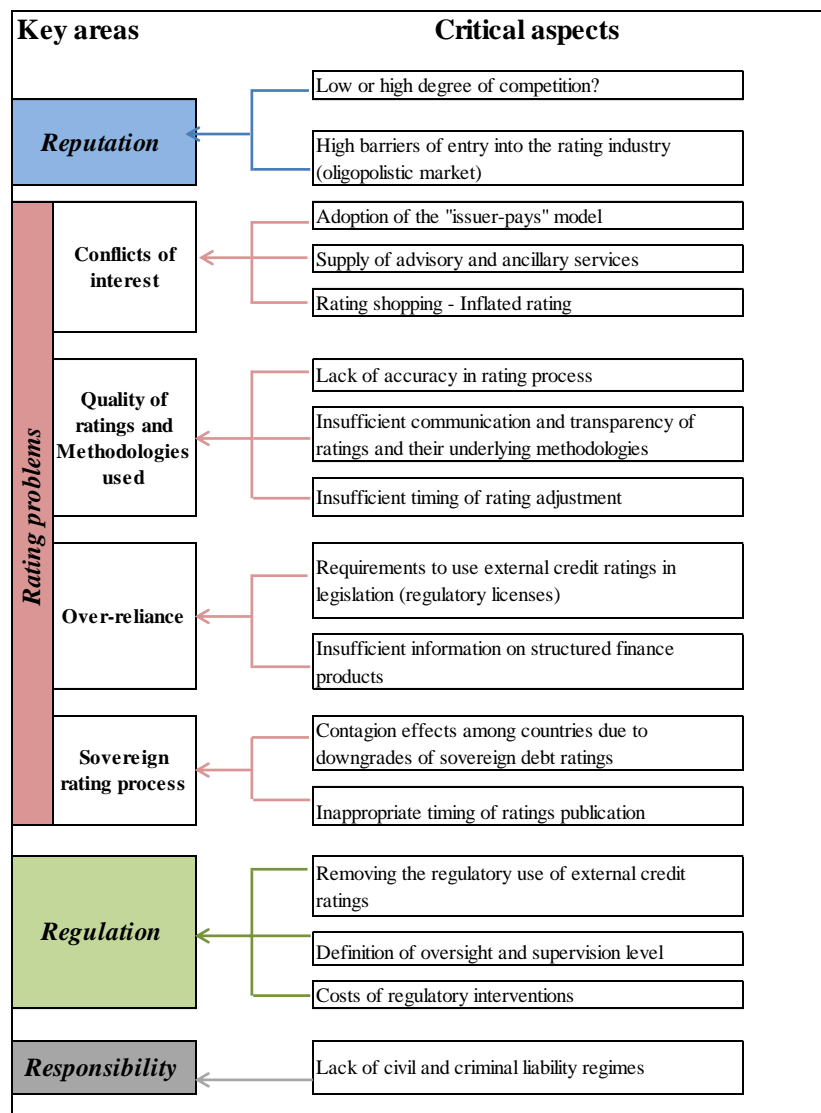 Key areas
Critical aspects
Reputation
Low or high degree of competition?
High barriers of entry into the rating industry
(oligopolistic market)
Rating problems
Conflicts of
interest
Adoption of the "issuer-pays" model
Supply of advisory and ancillary services
Rating shopping - Inflated rating
Quality of
ratings and
Methodologies
used
Lack of accuracy in rating process
Insufficient communication and transparency of
ratings and their underlying methodologies
Insufficient timing of rating adjustment
Over-reliance
Requirements to use external credit ratings in
legislation (regulatory licenses)
Insufficient information on structured finance
products
Sovereign
rating process
Contagion effects among countries due to
downgrades of sovereign debt ratings
Inappropriate timing of ratings publication
Regulation
Removing the regulatory use of external credit
ratings
Definition of oversight and supervision level
Costs of regulatory interventions
Responsibility
Lack of civil and criminal liability regimes